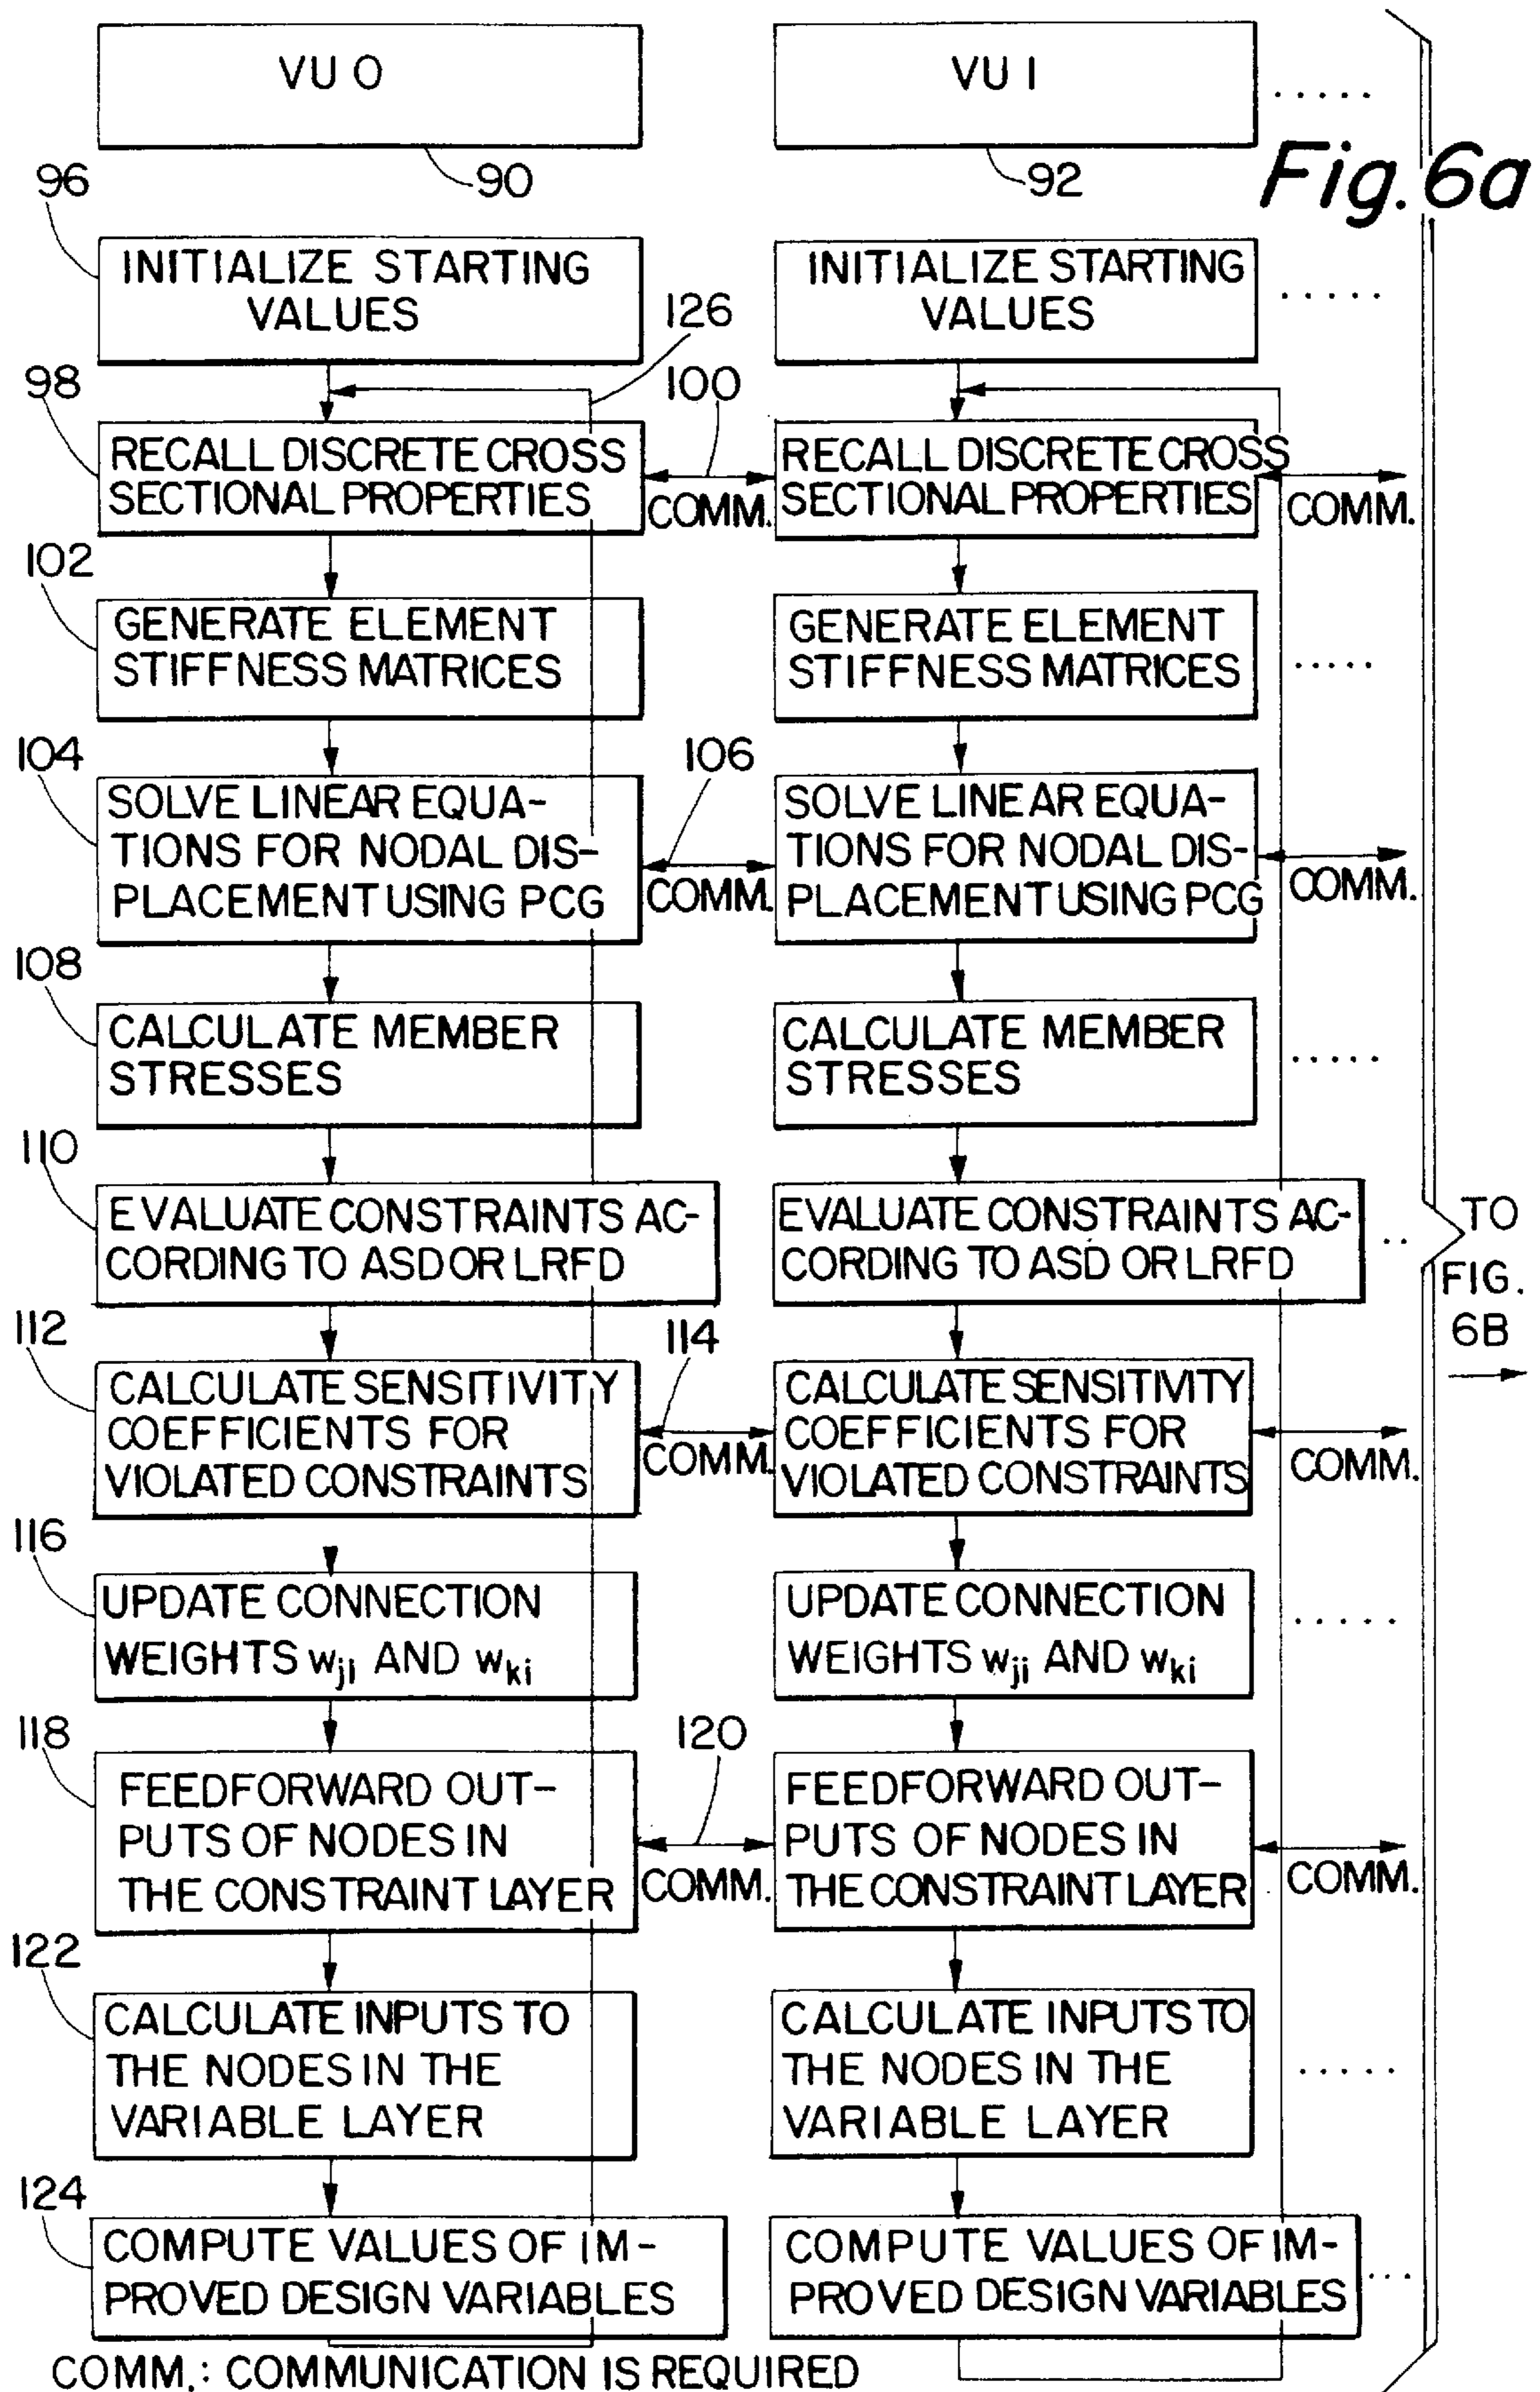 VU 0
VU 1
90
92
Fig. 6a
96
INITIALIZE STARTING
VALUES
INITIALIZE STARTING
VALUES
126
98
100
RECALL DISCRETE CROSS
SECTIONAL PROPERTIES
COMM.
RECALL DISCRETE CROSS
SECTIONAL PROPERTIES
COMM.
102
GENERATE ELEMENT
STIFFNESS MATRICES
GENERATE ELEMENT
STIFFNESS MATRICES
104
106
SOLVE LINEAR EQUA-
TIONS FOR NODAL DIS-
PLACEMENT USING PCG
COMM.
SOLVE LINEAR EQUA-
TIONS FOR NODAL DIS-
PLACEMENT USING PCG
COMM.
108
CALCULATE MEMBER
STRESSES
CALCULATE MEMBER
STRESSES
110
EVALUATE CONSTRAINTS AC-
CORDING TO ASD OR LRFD
EVALUATE CONSTRAINTS AC-
CORDING TO ASD OR LRFD
TO
FIG.
6B
112
114
CALCULATE SENSITIVITY
COEFFICIENTS FOR
VIOLATED CONSTRAINTS
COMM.
CALCULATE SENSITIVITY
COEFFICIENTS FOR
VIOLATED CONSTRAINTS
COMM.
116
UPDATE CONNECTION
WEIGHTS wji AND wki
UPDATE CONNECTION
WEIGHTS wji AND wki
118
120
FEEDFORWARD OUT-
PUTS OF NODES IN
THE CONSTRAINT LAYER
COMM.
FEEDFORWARD OUT-
PUTS OF NODES IN
THE CONSTRAINT LAYER
COMM.
122
CALCULATE INPUTS TO
THE NODES IN THE
VARIABLE LAYER
CALCULATE INPUTS TO
THE NODES IN THE
VARIABLE LAYER
124
COMPUTE VALUES OF IM-
PROVED DESIGN VARIABLES
COMPUTE VALUES OF IM-
PROVED DESIGN VARIABLES
COMM.: COMMUNICATION IS REQUIRED